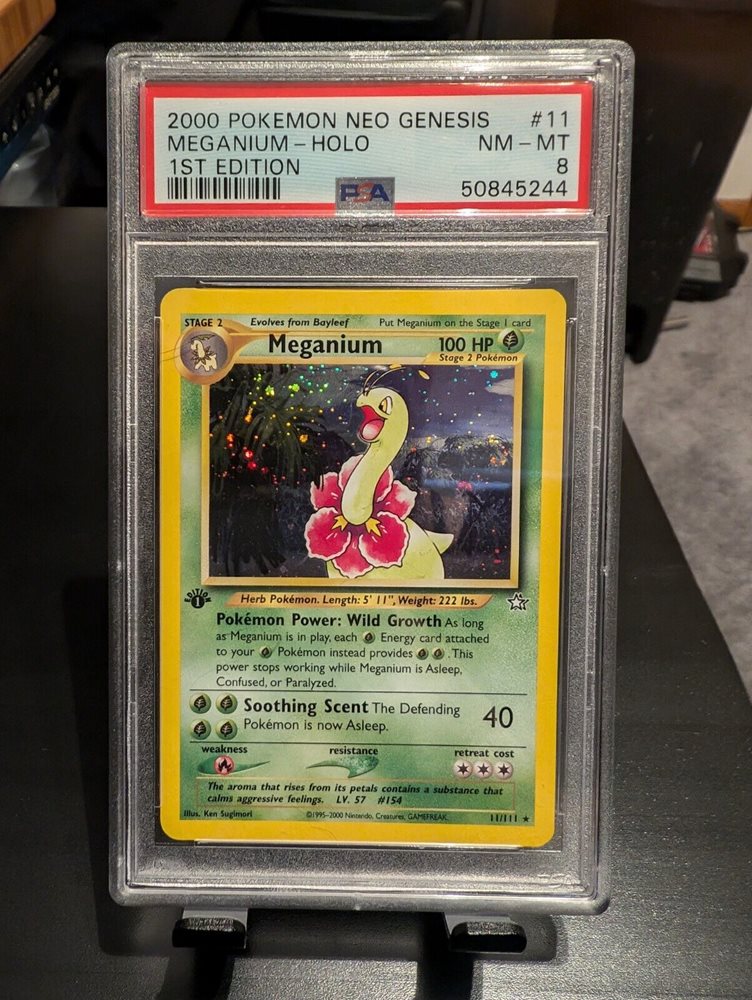 2000 POKEMON NEO GENESIS #11
MEGANIUM - HOLO NM - MT
1ST EDITION 8
PSA 50845244
STAGE 2 Evolves from Bayleef Put Meganium on the Stage 1 card
Meganium 100 HP
Stage 2 Pokémon
EDITION 1
Herb Pokémon. Length: 5' 11", Weight: 222 lbs.
Pokémon Power: Wild Growth As long
as Meganium is in play, each Energy card attached
to your Pokémon instead provides . This
power stops working while Meganium is Asleep,
Confused, or Paralyzed.
Soothing Scent The Defending
Pokémon is now Asleep. 40
weakness resistance retreat cost
The aroma that rises from its petals contains a substance that
calms aggressive feelings. LV. 57 #154
Illus. Ken Sugimori ©1995-2000 Nintendo, Creatures, GAMEFREAK. 11/111 ★